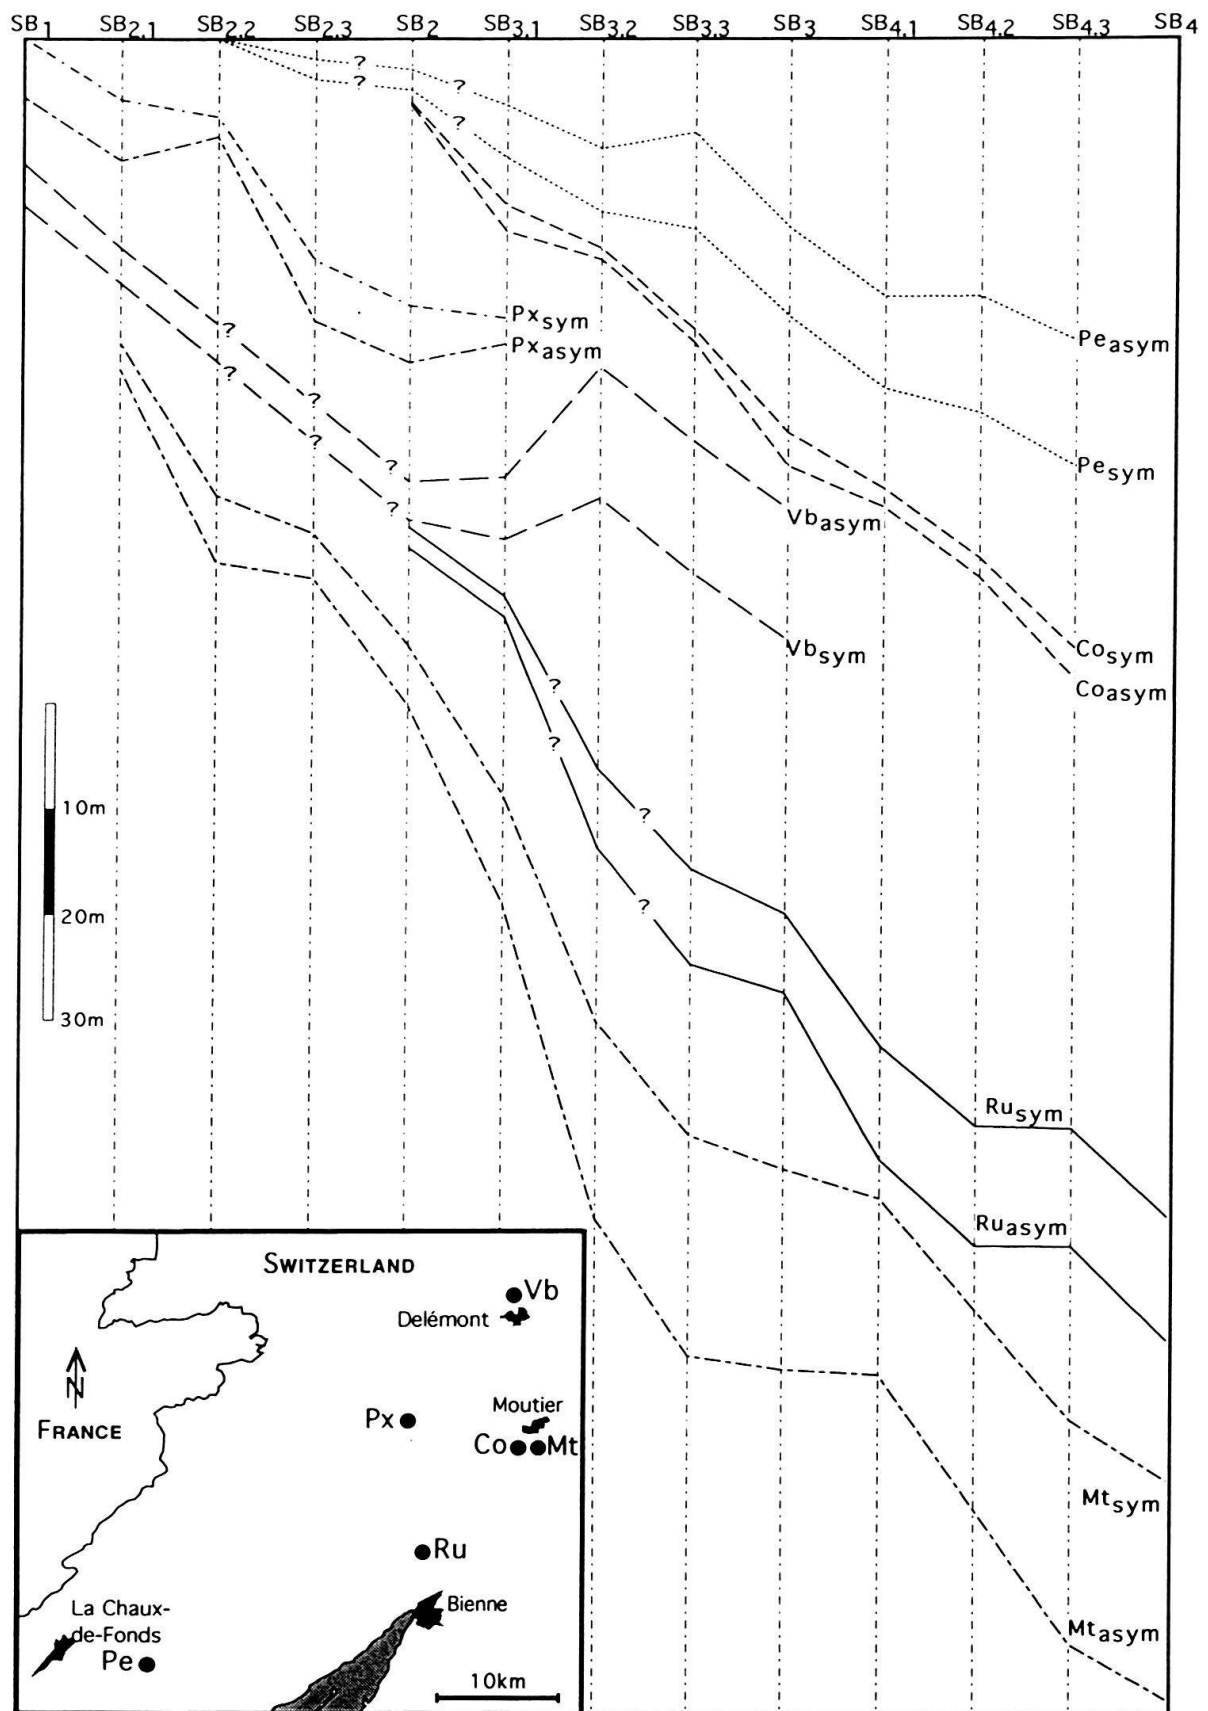 SB1 SB2,1 SB2,2 SB2,3 SB2 SB3,1 SB3,2 SB3,3 SB3 SB4,1 SB4,2 SB4,3 SB4
? ?
? ?
Pxsym
Pxasym
Peasym
Pesym
? ?
? ?
? ?
Vbasym
Vbsym
Cosym
Coasym
?
?
?
?
10m
20m
30m
Rusym
Ruasym
Mtsym
Mtasym
SWITZERLAND
Vb
Delémont
N
FRANCE
Px
Moutier
Co Mt
Ru
Bienne
La Chaux-
de-Fonds
Pe
10km